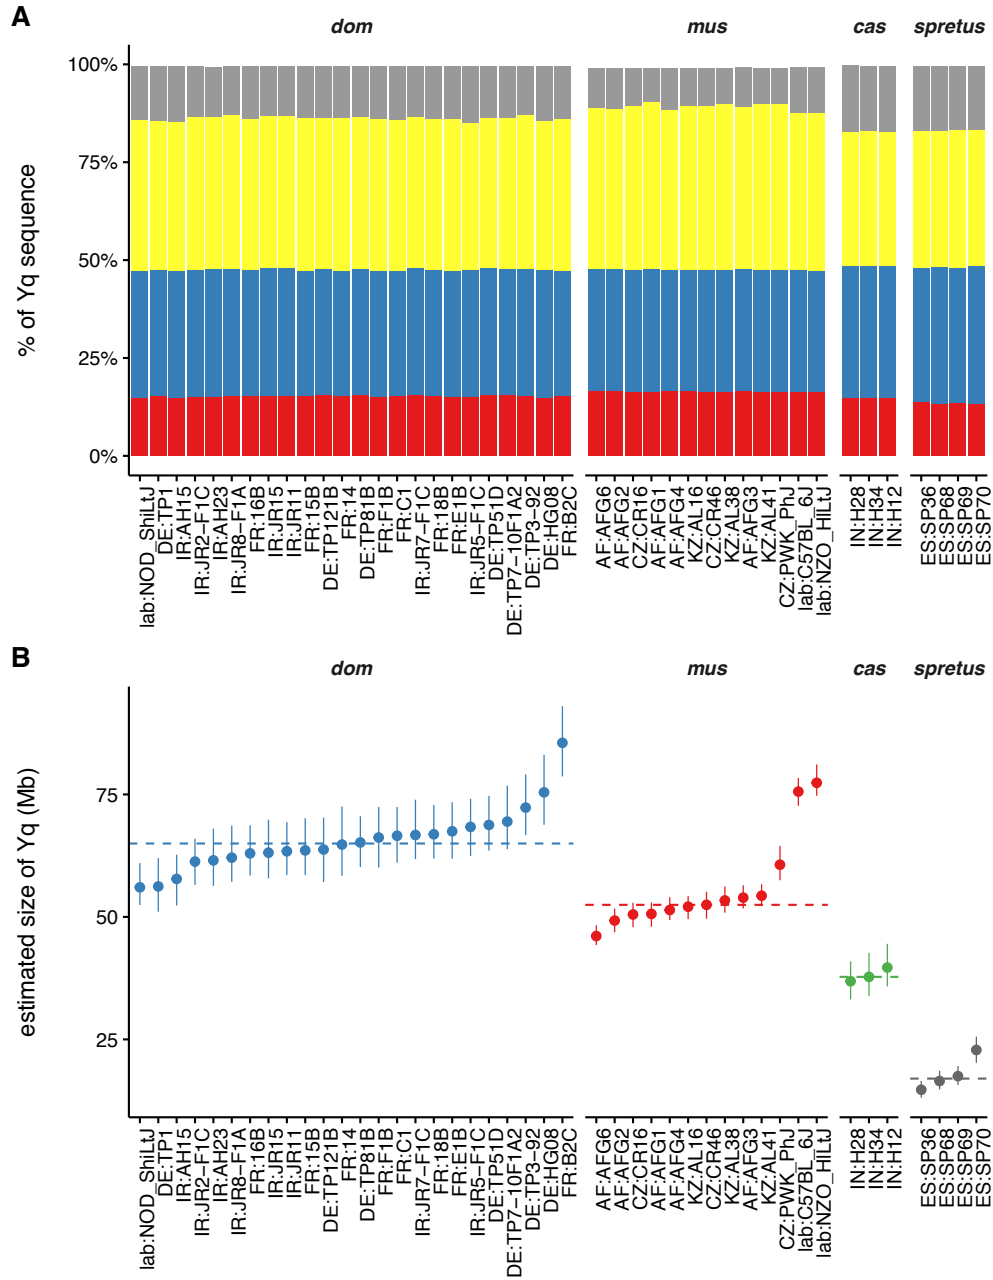 A
dom mus cas spretus
% of Yq sequence
100%
75%
50%
25%
0%
lab:NOD_ShiLtJ
DE:TP1
IR:AH15
IR:JR2−F1C
IR:AH23
IR:JR8−F1A
FR:16B
IR:JR15
IR:JR11
FR:15B
DE:TP121B
FR:14
DE:TP81B
FR:F1B
FR:C1
IR:JR7−F1C
FR:18B
FR:E1B
IR:JR5−F1C
DE:TP51D
DE:TP7−10F1A2
DE:TP3−92
DE:HG08
FR:B2C
AF:AFG6
AF:AFG2
CZ:CR16
AF:AFG1
AF:AFG4
KZ:AL16
CZ:CR46
KZ:AL38
AF:AFG3
KZ:AL41
CZ:PWK_PhJ
lab:C57BL_6J
lab:NZO_HlLtJ
IN:H28
IN:H34
IN:H12
ES:SP36
ES:SP68
ES:SP69
ES:SP70
B
dom mus cas spretus
estimated size of Yq (Mb)
75
50
25
lab:NOD_ShiLtJ
DE:TP1
IR:AH15
IR:JR2−F1C
IR:AH23
IR:JR8−F1A
FR:16B
IR:JR15
IR:JR11
FR:15B
DE:TP121B
FR:14
DE:TP81B
FR:F1B
FR:C1
IR:JR7−F1C
FR:18B
FR:E1B
IR:JR5−F1C
DE:TP51D
DE:TP7−10F1A2
DE:TP3−92
DE:HG08
FR:B2C
AF:AFG6
AF:AFG2
CZ:CR16
AF:AFG1
AF:AFG4
KZ:AL16
CZ:CR46
KZ:AL38
AF:AFG3
KZ:AL41
CZ:PWK_PhJ
lab:C57BL_6J
lab:NZO_HlLtJ
IN:H28
IN:H34
IN:H12
ES:SP36
ES:SP68
ES:SP69
ES:SP70